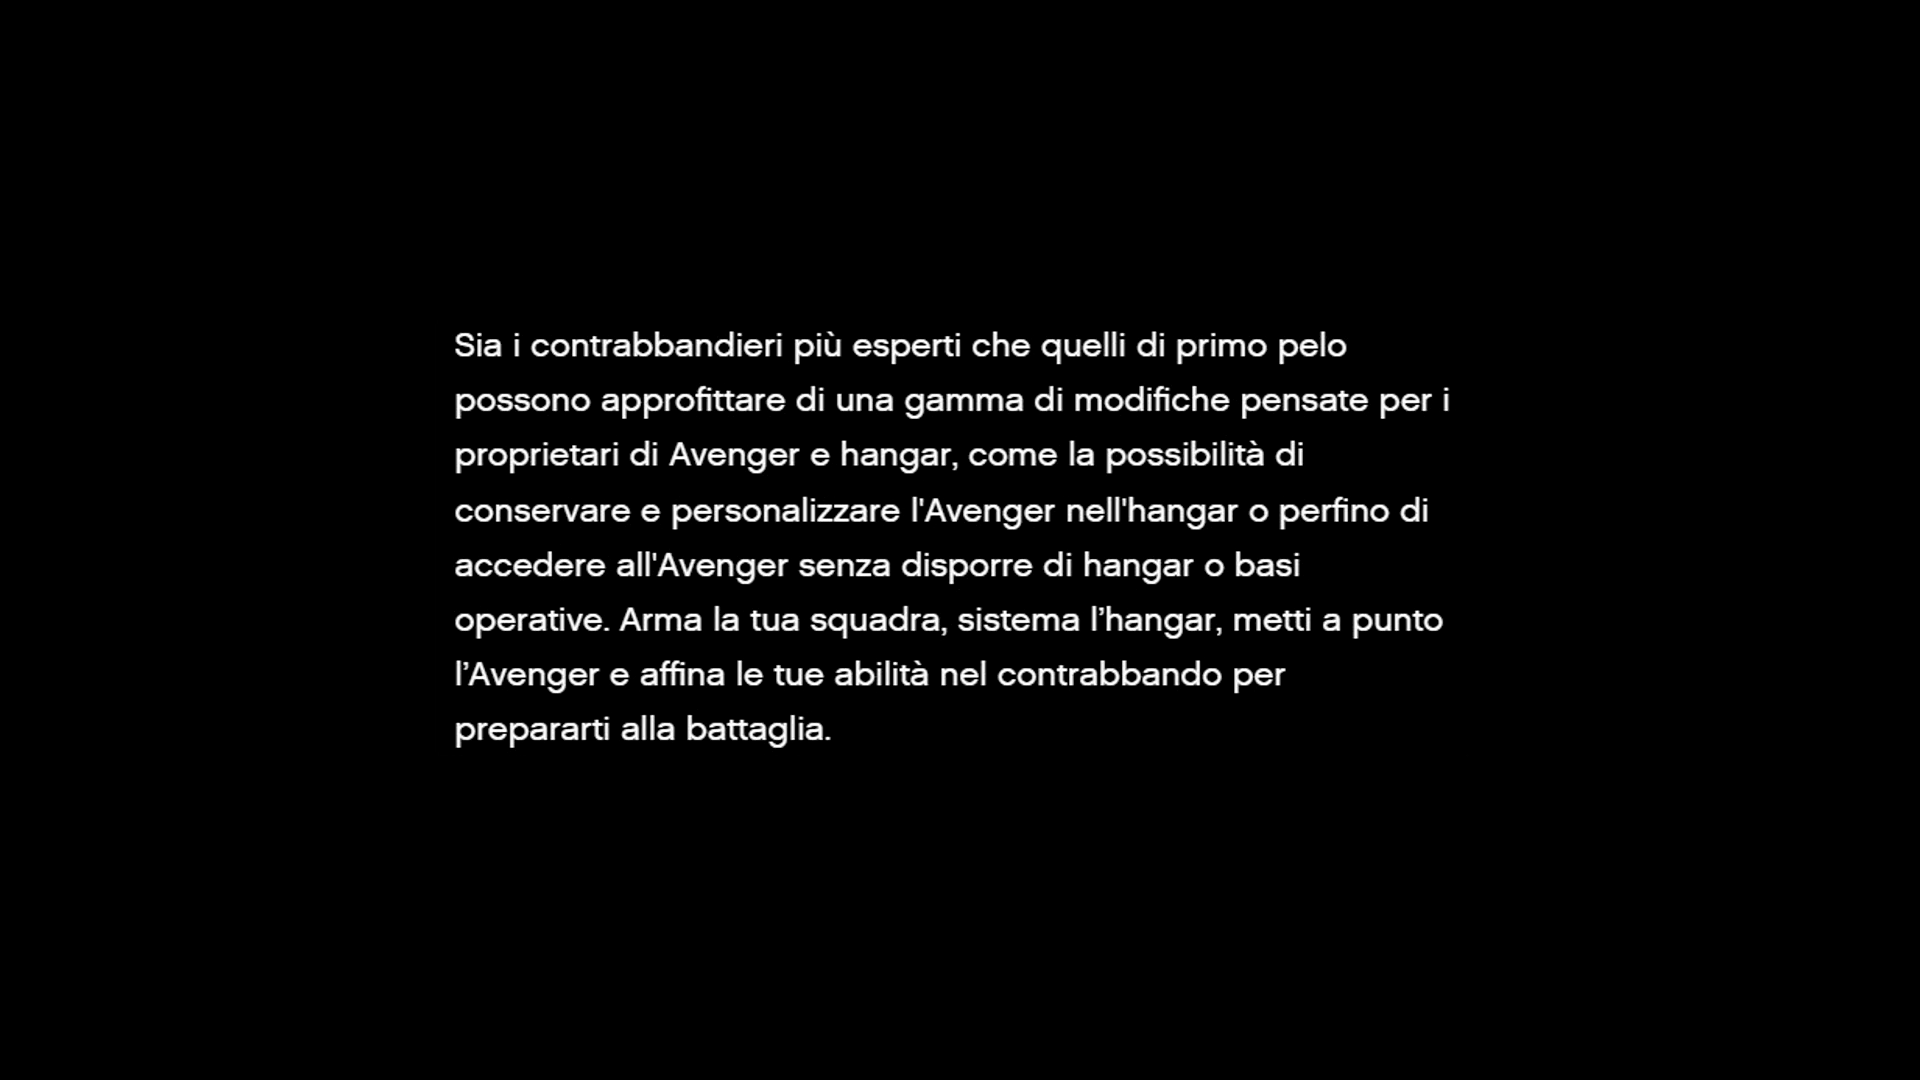 Sia i contrabbandieri più esperti che quelli di primo pelo
possono approfittare di una gamma di modifiche pensate per i
proprietari di Avenger e hangar, come la possibilità di
conservare e personalizzare l'Avenger nell'hangar o perfino di
accedere all'Avenger senza disporre di hangar o basi
operative. Arma la tua squadra, sistema l’hangar, metti a punto
l’Avenger e affina le tue abilità nel contrabbando per
prepararti alla battaglia.